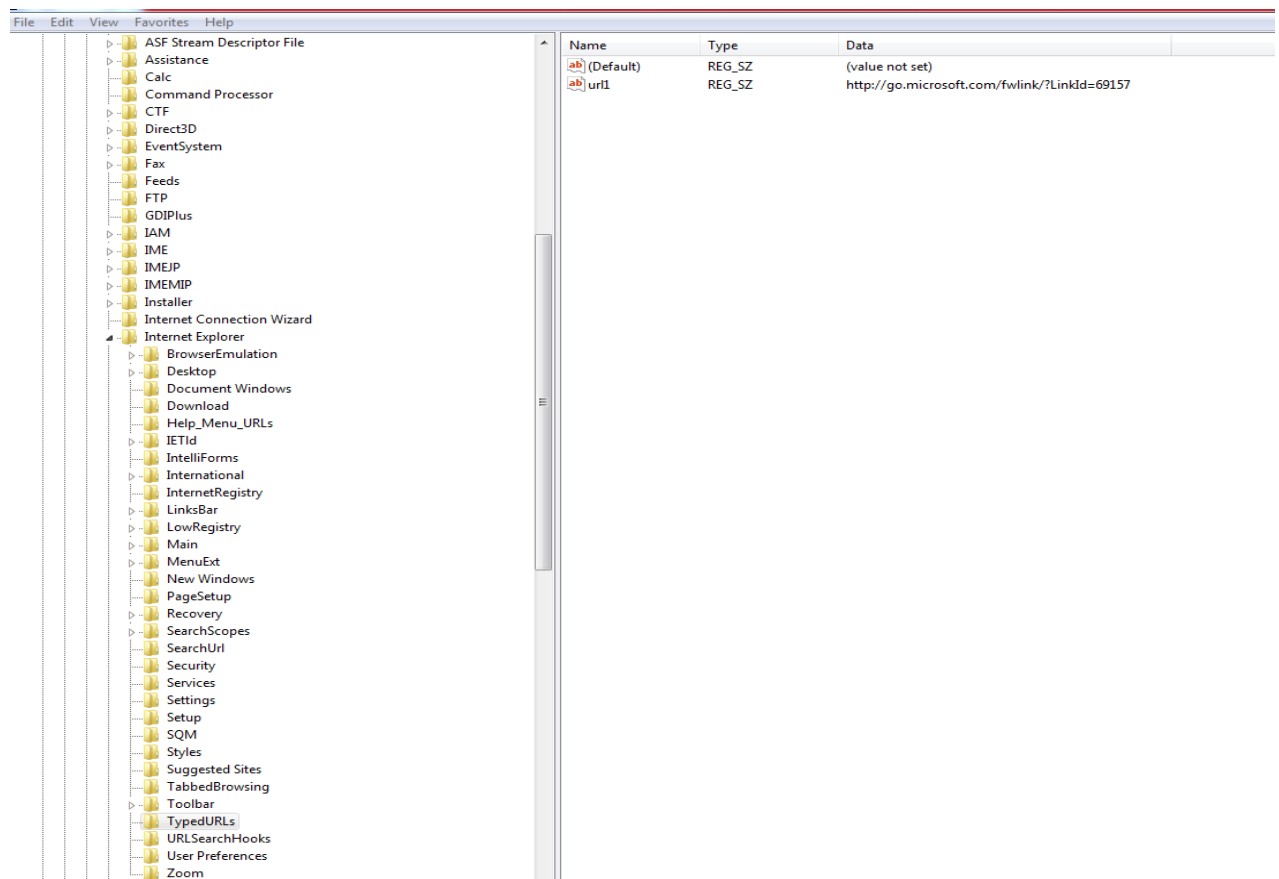 File Edit View Favorites Help
ASF Stream Descriptor File
Assistance
Calc
Command Processor
CTF
Direct3D
EventSystem
Fax
Feeds
FTP
GDIPlus
IAM
IME
IMEJP
IMEMIP
Installer
Internet Connection Wizard
Internet Explorer
BrowserEmulation
Desktop
Document Windows
Download
Help_Menu_URLs
IETld
IntelliForms
International
InternetRegistry
LinksBar
LowRegistry
Main
MenuExt
New Windows
PageSetup
Recovery
SearchScopes
SearchUrl
Security
Services
Settings
Setup
SQM
Styles
Suggested Sites
TabbedBrowsing
Toolbar
TypedURLs
URLSearchHooks
User Preferences
Zoom
Name Type Data
ab (Default) REG_SZ (value not set)
ab url1 REG_SZ http://go.microsoft.com/fwlink/?LinkId=69157